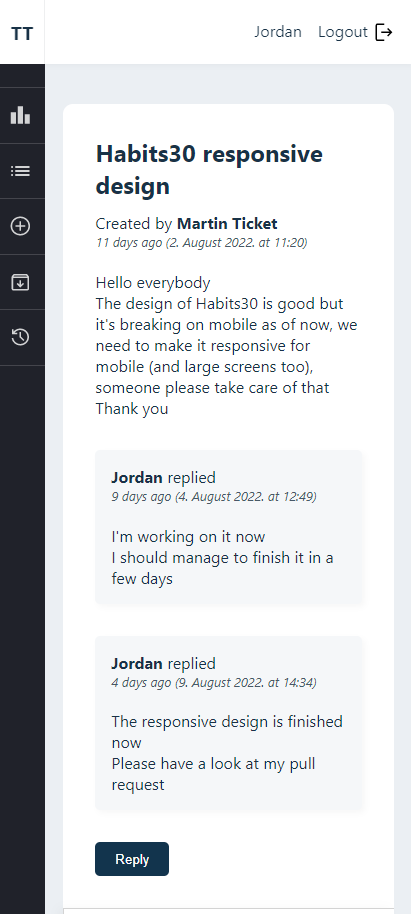 TT
Jordan Logout
Habits30 responsive
design
Created by Martin Ticket
11 days ago (2. August 2022. at 11:20)
Hello everybody
The design of Habits30 is good but
it's breaking on mobile as of now, we
need to make it responsive for
mobile (and large screens too),
someone please take care of that
Thank you
Jordan replied
9 days ago (4. August 2022. at 12:49)
I'm working on it now
I should manage to finish it in a
few days
Jordan replied
4 days ago (9. August 2022. at 14:34)
The responsive design is finished
now
Please have a look at my pull
request
Reply